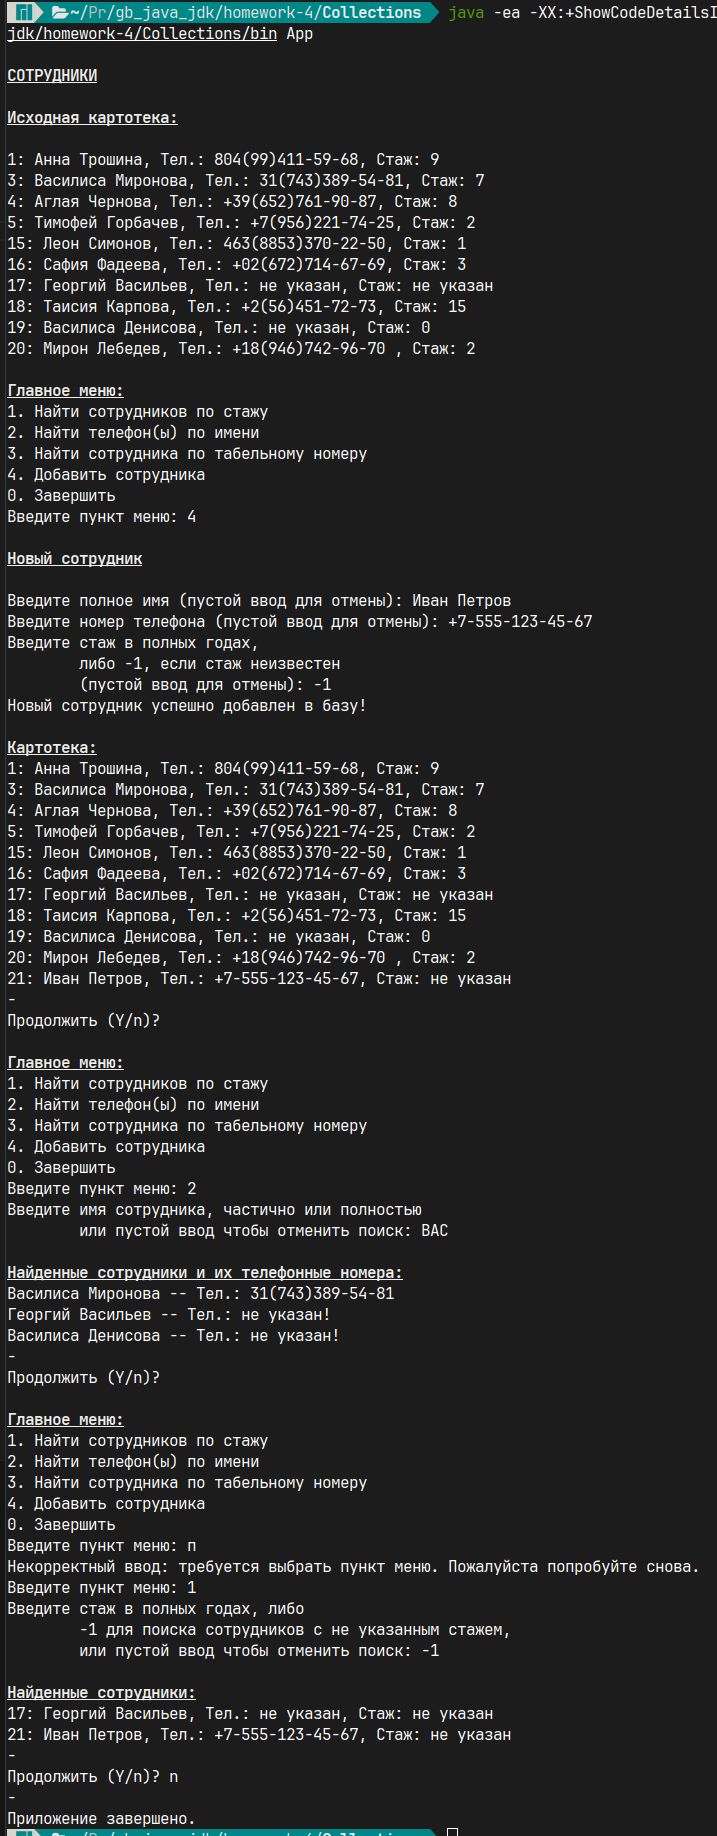 ~/Pr/gb_java_jdk/homework-4/Collections java -ea -XX:+ShowCodeDetailsI
jdk/homework-4/Collections/bin App
СОТРУДНИКИ
Исходная картотека:
1: Анна Трошина, Тел.: 804(99)411-59-68, Стаж: 9
3: Василиса Миронова, Тел.: 31(743)389-54-81, Стаж: 7
4: Аглая Чернова, Тел.: +39(652)761-90-87, Стаж: 8
5: Тимофей Горбачев, Тел.: +7(956)221-74-25, Стаж: 2
15: Леон Симонов, Тел.: 463(8853)370-22-50, Стаж: 1
16: Сафия Фадеева, Тел.: +02(672)714-67-69, Стаж: 3
17: Георгий Васильев, Тел.: не указан, Стаж: не указан
18: Таисия Карпова, Тел.: +2(56)451-72-73, Стаж: 15
19: Василиса Денисова, Тел.: не указан, Стаж: 0
20: Мирон Лебедев, Тел.: +18(946)742-96-70 , Стаж: 2
Главное меню:
1. Найти сотрудников по стажу
2. Найти телефон(ы) по имени
3. Найти сотрудника по табельному номеру
4. Добавить сотрудника
0. Завершить
Введите пункт меню: 4
Новый сотрудник
Введите полное имя (пустой ввод для отмены): Иван Петров
Введите номер телефона (пустой ввод для отмены): +7-555-123-45-67
Введите стаж в полных годах,
либо -1, если стаж неизвестен
(пустой ввод для отмены): -1
Новый сотрудник успешно добавлен в базу!
Картотека:
1: Анна Трошина, Тел.: 804(99)411-59-68, Стаж: 9
3: Василиса Миронова, Тел.: 31(743)389-54-81, Стаж: 7
4: Аглая Чернова, Тел.: +39(652)761-90-87, Стаж: 8
5: Тимофей Горбачев, Тел.: +7(956)221-74-25, Стаж: 2
15: Леон Симонов, Тел.: 463(8853)370-22-50, Стаж: 1
16: Сафия Фадеева, Тел.: +02(672)714-67-69, Стаж: 3
17: Георгий Васильев, Тел.: не указан, Стаж: не указан
18: Таисия Карпова, Тел.: +2(56)451-72-73, Стаж: 15
19: Василиса Денисова, Тел.: не указан, Стаж: 0
20: Мирон Лебедев, Тел.: +18(946)742-96-70 , Стаж: 2
21: Иван Петров, Тел.: +7-555-123-45-67, Стаж: не указан
-
Продолжить (Y/n)?
Главное меню:
1. Найти сотрудников по стажу
2. Найти телефон(ы) по имени
3. Найти сотрудника по табельному номеру
4. Добавить сотрудника
0. Завершить
Введите пункт меню: 2
Введите имя сотрудника, частично или полностью
или пустой ввод чтобы отменить поиск: ВАС
Найденные сотрудники и их телефонные номера:
Василиса Миронова -- Тел.: 31(743)389-54-81
Георгий Васильев -- Тел.: не указан!
Василиса Денисова -- Тел.: не указан!
-
Продолжить (Y/n)?
Главное меню:
1. Найти сотрудников по стажу
2. Найти телефон(ы) по имени
3. Найти сотрудника по табельному номеру
4. Добавить сотрудника
0. Завершить
Введите пункт меню: n
Некорректный ввод: требуется выбрать пункт меню. Пожалуйста попробуйте снова.
Введите пункт меню: 1
Введите стаж в полных годах, либо
-1 для поиска сотрудников с не указанным стажем,
или пустой ввод чтобы отменить поиск: -1
Найденные сотрудники:
17: Георгий Васильев, Тел.: не указан, Стаж: не указан
21: Иван Петров, Тел.: +7-555-123-45-67, Стаж: не указан
-
Продолжить (Y/n)? n
-
Приложение завершено.